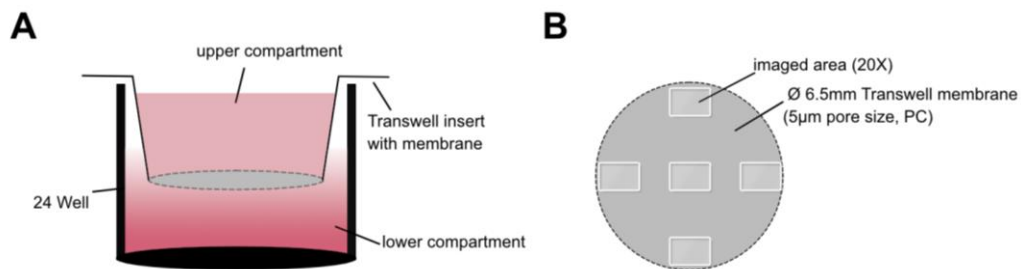 A
upper compartment
Transwell insert
with membrane
24 Well
lower compartment
B
imaged area (20X)
Ø 6.5mm Transwell membrane
(5µm pore size, PC)